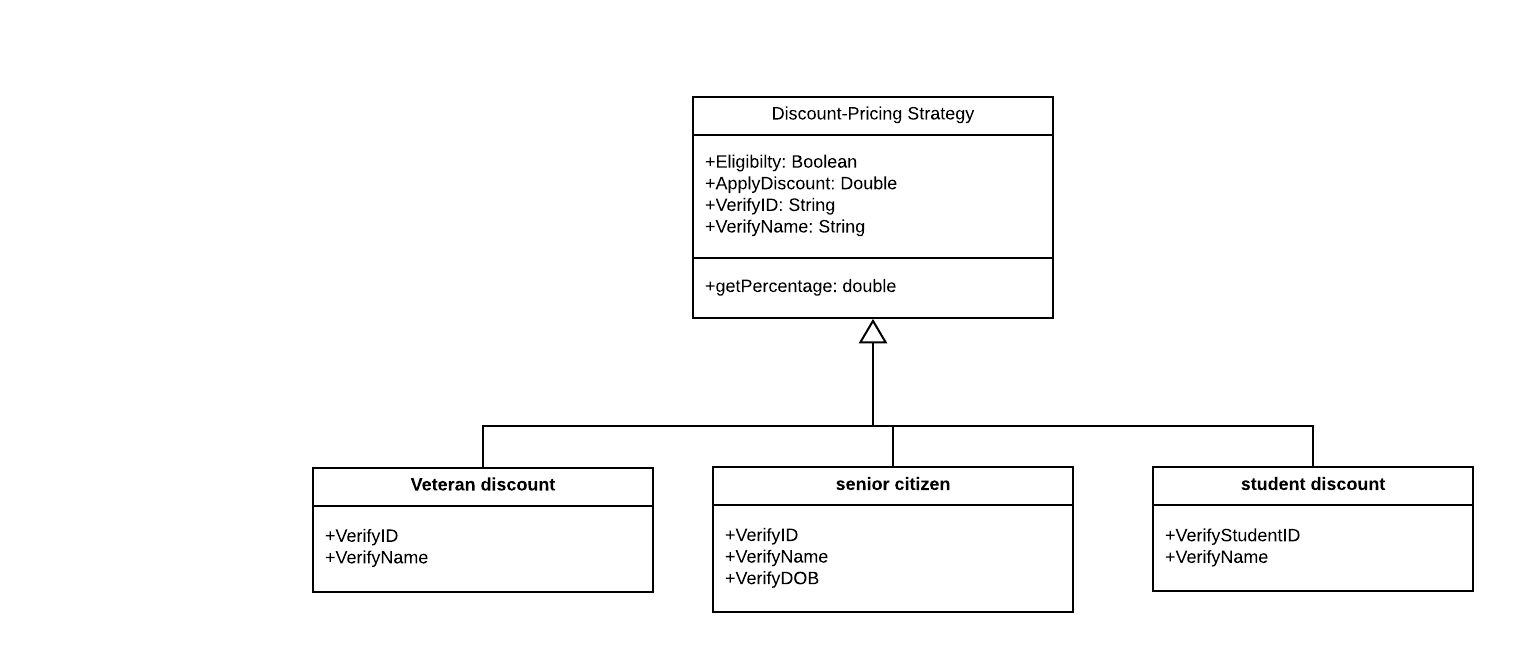 Discount-Pricing Strategy
+Eligibilty: Boolean
+ApplyDiscount: Double
+VerifyID: String
+VerifyName: String
+getPercentage: double
Veteran discount
+VerifyID
+VerifyName
senior citizen
+VerifyID
+VerifyName
+VerifyDOB
student discount
+VerifyStudentID
+VerifyName